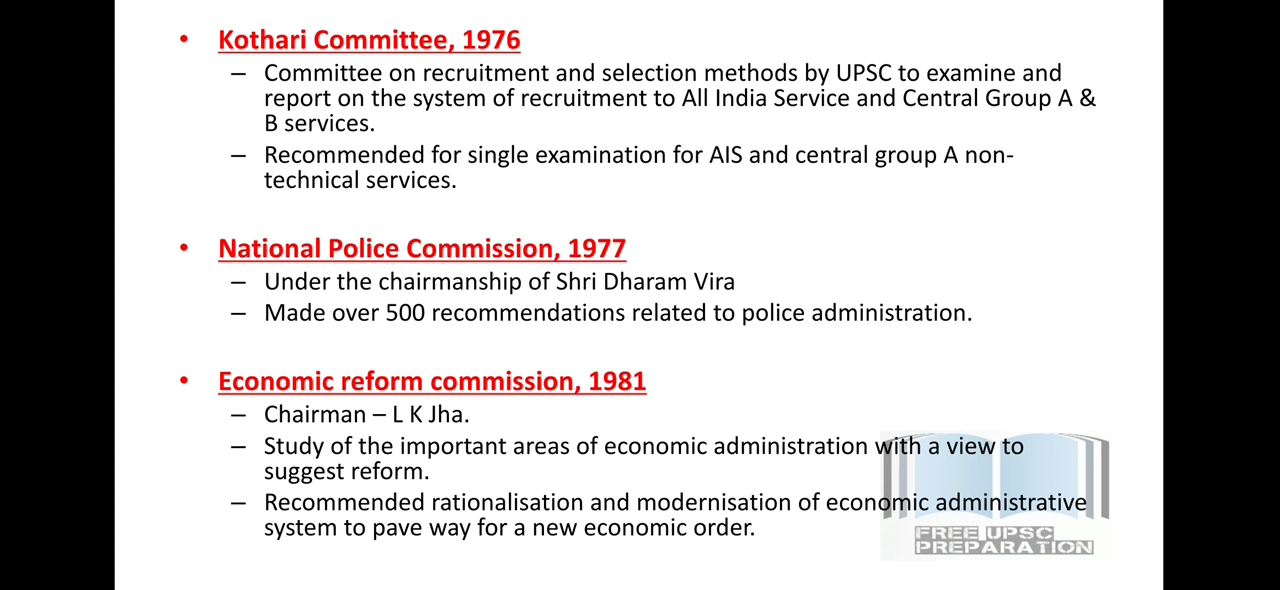 • Kothari Committee, 1976
– Committee on recruitment and selection methods by UPSC to examine and
report on the system of recruitment to All India Service and Central Group A &
B services.
– Recommended for single examination for AIS and central group A non-
technical services.
• National Police Commission, 1977
– Under the chairmanship of Shri Dharam Vira
– Made over 500 recommendations related to police administration.
• Economic reform commission, 1981
– Chairman – L K Jha.
– Study of the important areas of economic administration with a view to
suggest reform.
– Recommended rationalisation and modernisation of economic administrative
system to pave way for a new economic order.
FREE UPSC
PREPARATION